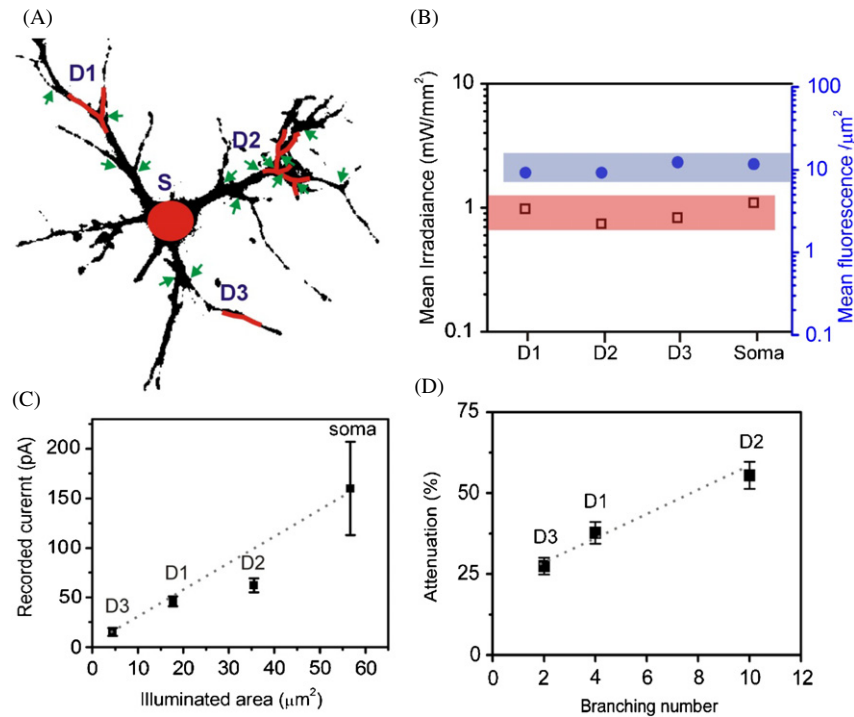 (A)
D1
D2
S
D3
(B)
Mean Irradaiance (mW/mm²)
10
1
0.1
D1 D2 D3 Soma
100
10
1
0.1
Mean fluorescence /μm²
(C)
Recorded curernt (pA)
200
150
100
50
0
soma
D2
D1
D3
0 10 20 30 40 50 60
Illuminated area (μm²)
(D)
Attenuation (%)
75
50
25
0
D2
D1
D3
0 2 4 6 8 10 12
Branching number